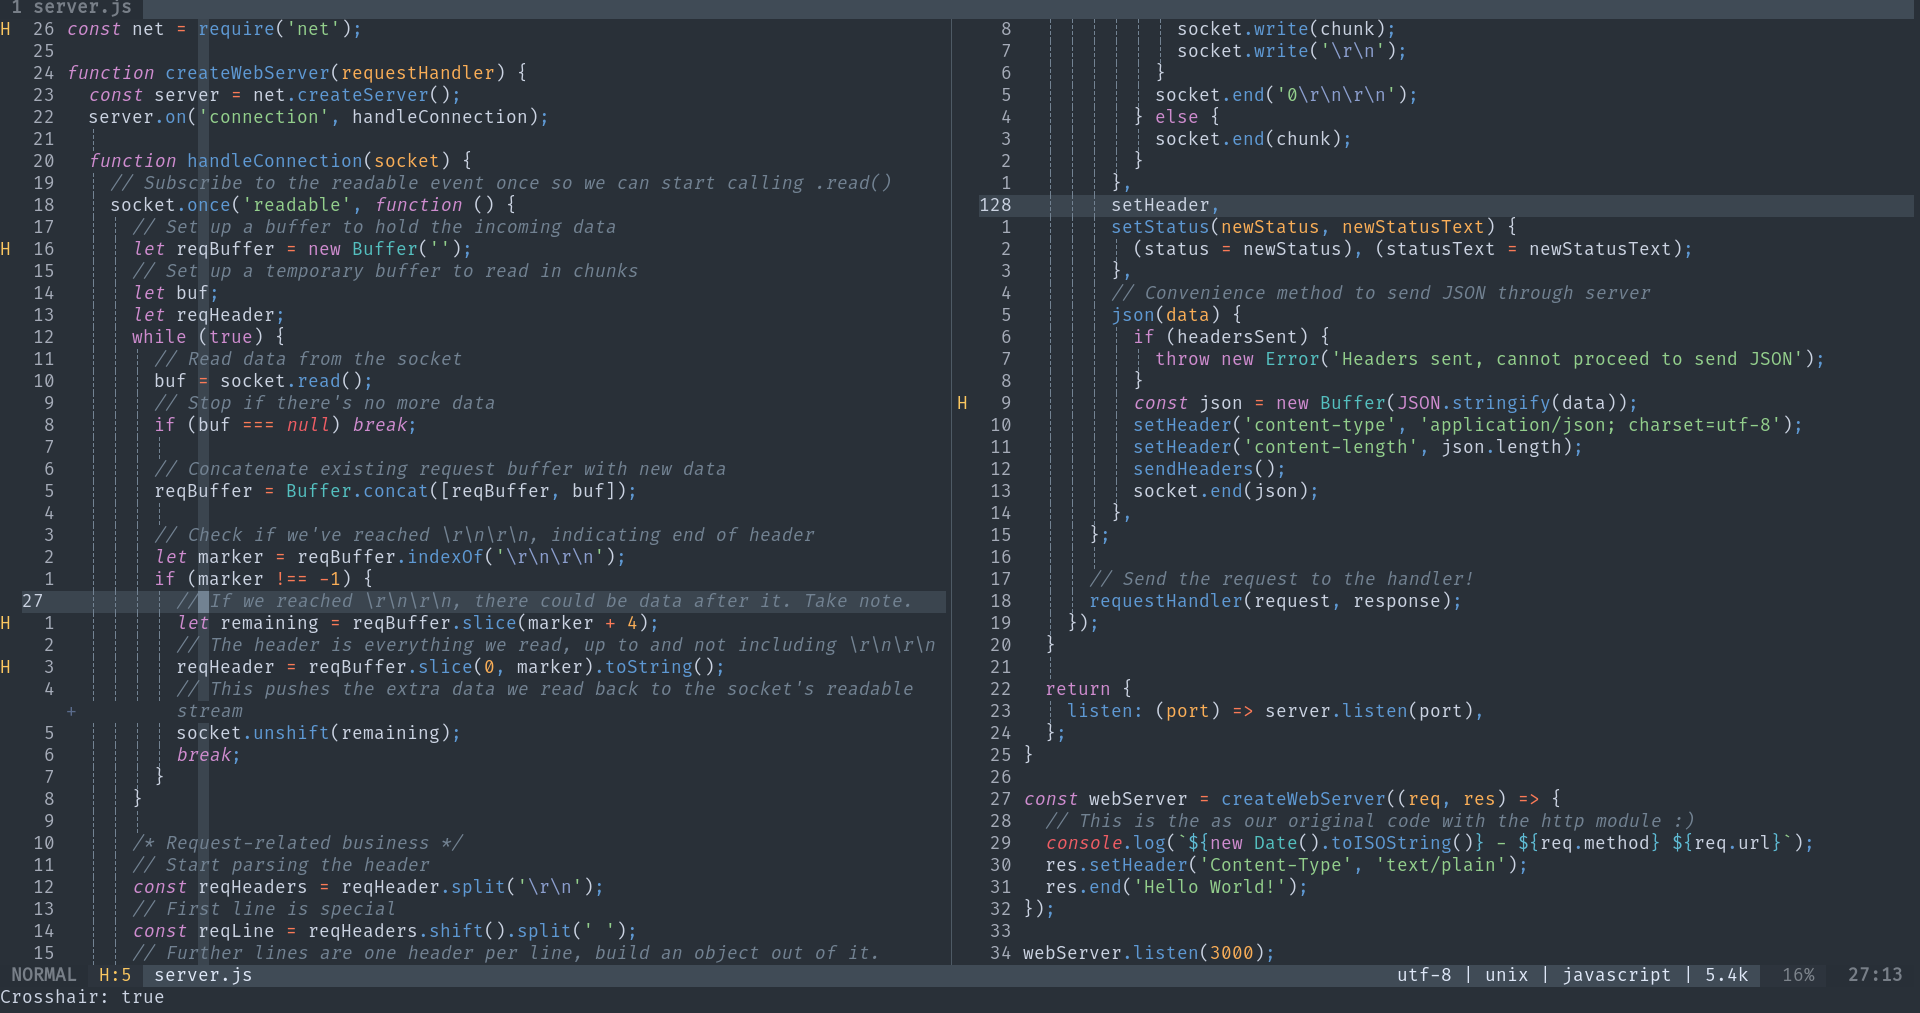 1 server.js
H 26 const net = require('net');
25
24 function createWebServer(requestHandler) {
23   const server = net.createServer();
22   server.on('connection', handleConnection);
21
20   function handleConnection(socket) {
19     // Subscribe to the readable event once so we can start calling .read()
18     socket.once('readable', function () {
17       // Set up a buffer to hold the incoming data
H 16       let reqBuffer = new Buffer('');
15       // Set up a temporary buffer to read in chunks
14       let buf;
13       let reqHeader;
12       while (true) {
11         // Read data from the socket
10         buf = socket.read();
9         // Stop if there's no more data
8         if (buf === null) break;
7
6         // Concatenate existing request buffer with new data
5         reqBuffer = Buffer.concat([reqBuffer, buf]);
4
3         // Check if we've reached \r\n\r\n, indicating end of header
2         let marker = reqBuffer.indexOf('\r\n\r\n');
1         if (marker !== -1) {
27           // If we reached \r\n\r\n, there could be data after it. Take note.
H 1           let remaining = reqBuffer.slice(marker + 4);
2           // The header is everything we read, up to and not including \r\n\r\n
H 3           reqHeader = reqBuffer.slice(0, marker).toString();
4           // This pushes the extra data we read back to the socket's readable
+           stream
5           socket.unshift(remaining);
6           break;
7         }
8       }
9
10       /* Request-related business */
11       // Start parsing the header
12       const reqHeaders = reqHeader.split('\r\n');
13       // First line is special
14       const reqLine = reqHeaders.shift().split(' ');
15       // Further lines are one header per line, build an object out of it.
8               socket.write(chunk);
7               socket.write('\r\n');
6             }
5             socket.end('0\r\n\r\n');
4           } else {
3             socket.end(chunk);
2           }
1         },
128         setHeader,
1         setStatus(newStatus, newStatusText) {
2           (status = newStatus), (statusText = newStatusText);
3         },
4         // Convenience method to send JSON through server
5         json(data) {
6           if (headersSent) {
7             throw new Error('Headers sent, cannot proceed to send JSON');
8           }
H 9           const json = new Buffer(JSON.stringify(data));
10           setHeader('content-type', 'application/json; charset=utf-8');
11           setHeader('content-length', json.length);
12           sendHeaders();
13           socket.end(json);
14         },
15       };
16
17       // Send the request to the handler!
18       requestHandler(request, response);
19     });
20   }
21
22   return {
23     listen: (port) => server.listen(port),
24   };
25 }
26
27 const webServer = createWebServer((req, res) => {
28   // This is the as our original code with the http module :)
29   console.log(`${new Date().toISOString()} - ${req.method} ${req.url}`);
30   res.setHeader('Content-Type', 'text/plain');
31   res.end('Hello World!');
32 });
33
34 webServer.listen(3000);
NORMAL H:5 server.js utf-8 | unix | javascript | 5.4k 16% 27:13
Crosshair: true